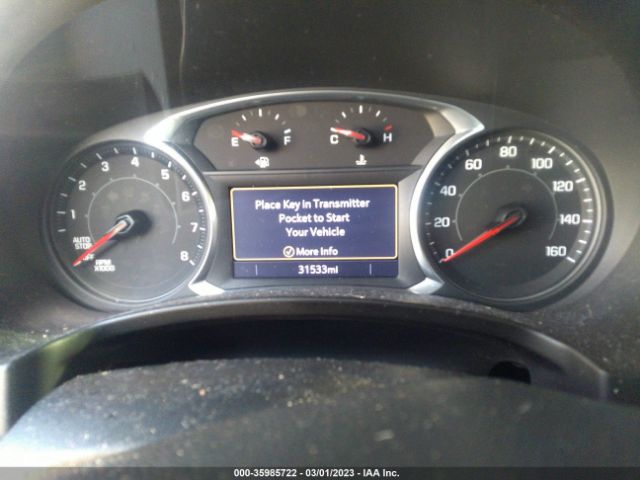 E F
C H
1 2 3 4 5 6 7 8
AUTO
STOP
OFF
RPM
X1000
0 20 40 60 80 100 120 140 160
Place Key in Transmitter
Pocket to Start
Your Vehicle
More Info
31533mi
000-35985722 - 03/01/2023 - IAA Inc.